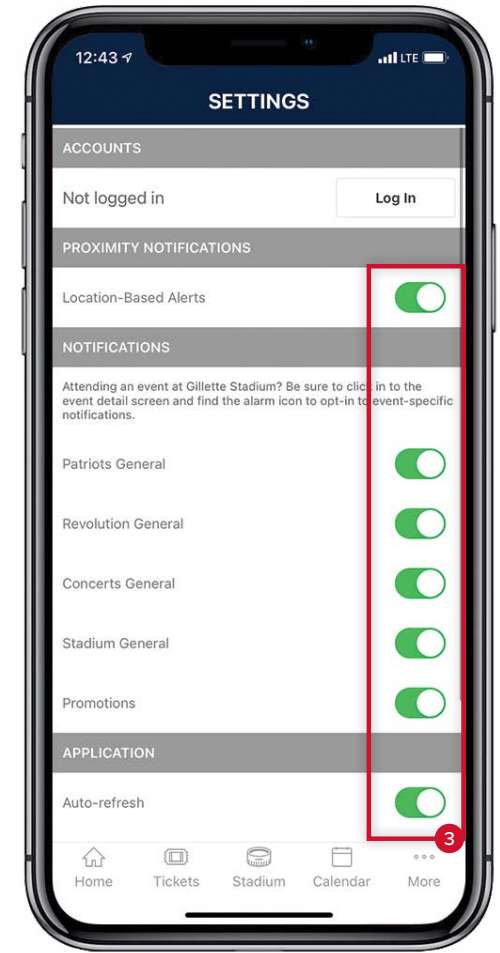 12:43
LTE
SETTINGS
ACCOUNTS
Not logged in
Log In
PROXIMITY NOTIFICATIONS
Location-Based Alerts
NOTIFICATIONS
Attending an event at Gillette Stadium? Be sure to click in to the
event detail screen and find the alarm icon to opt-in to event-specific
notifications.
Patriots General
Revolution General
Concerts General
Stadium General
Promotions
APPLICATION
Auto-refresh
3
Home Tickets Stadium Calendar More